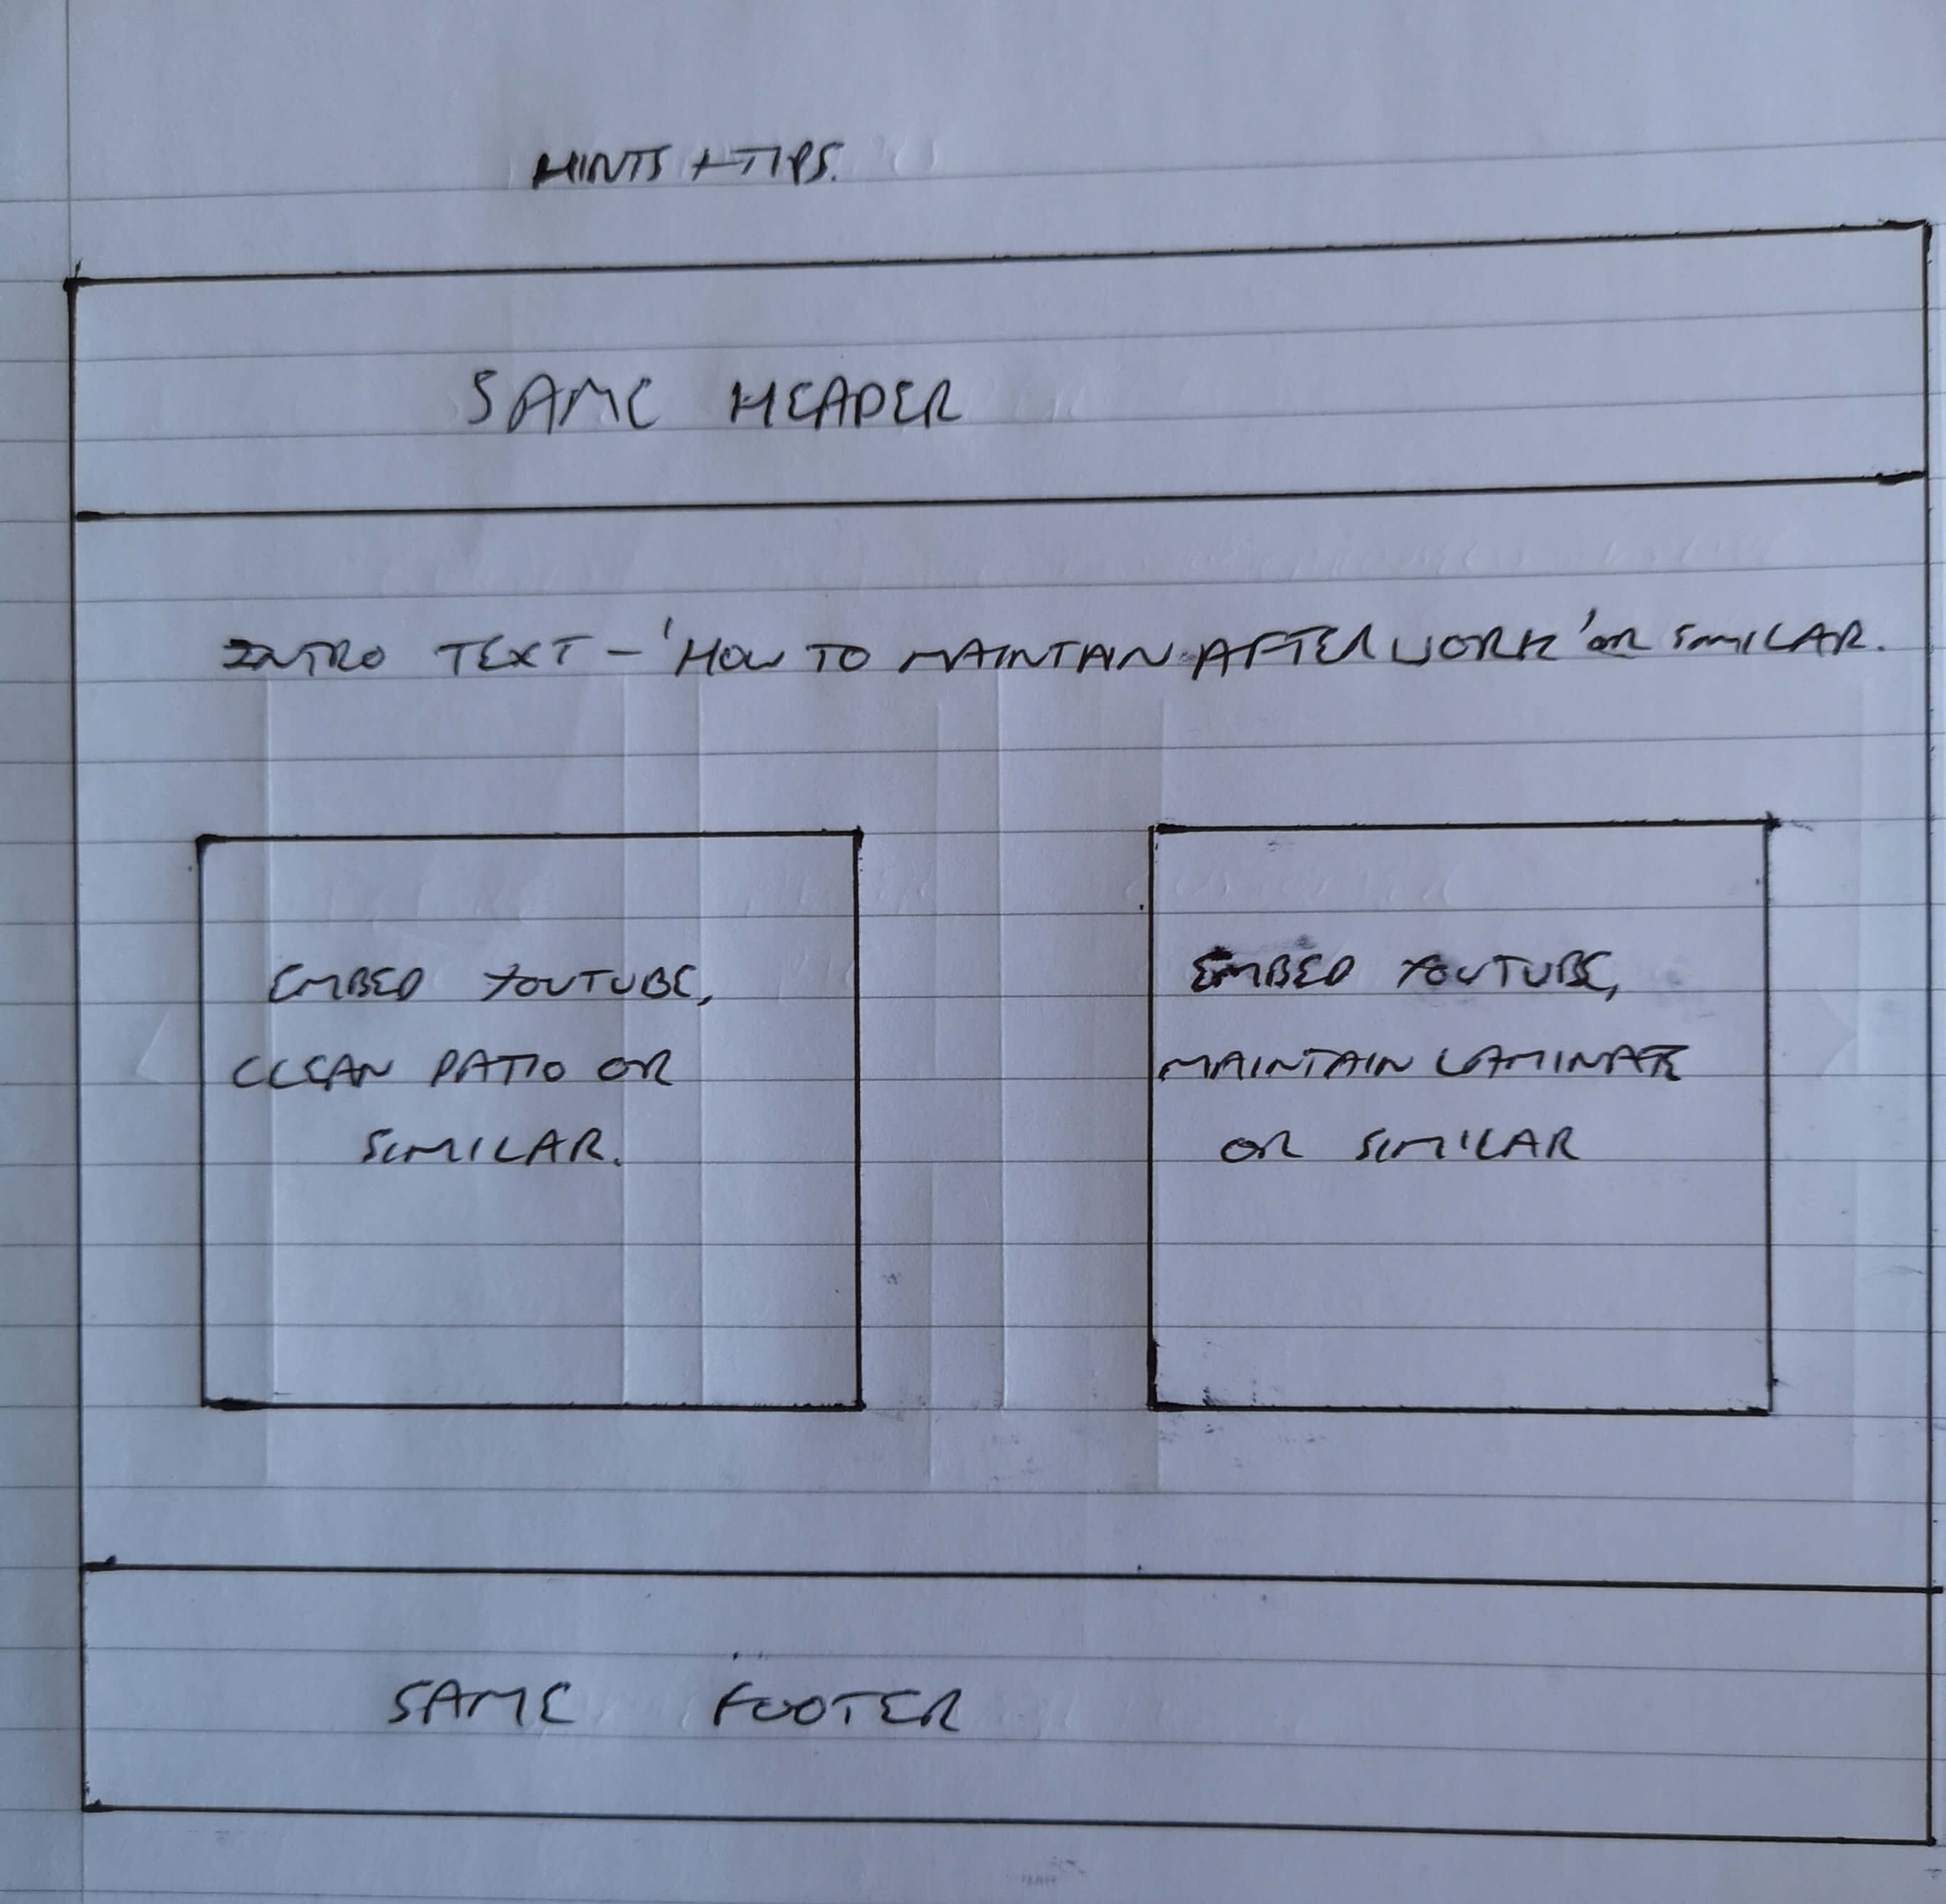 HINTS + TIPS.
SAME HEADER
INTRO TEXT - 'HOW TO MAINTAIN AFTER WORK' OR SIMILAR.
EMBED YOUTUBE,
CLEAN PATIO OR
SIMILAR.
EMBED YOUTUBE,
MAINTAIN LAMINATE
OR SIMILAR
SAME FOOTER